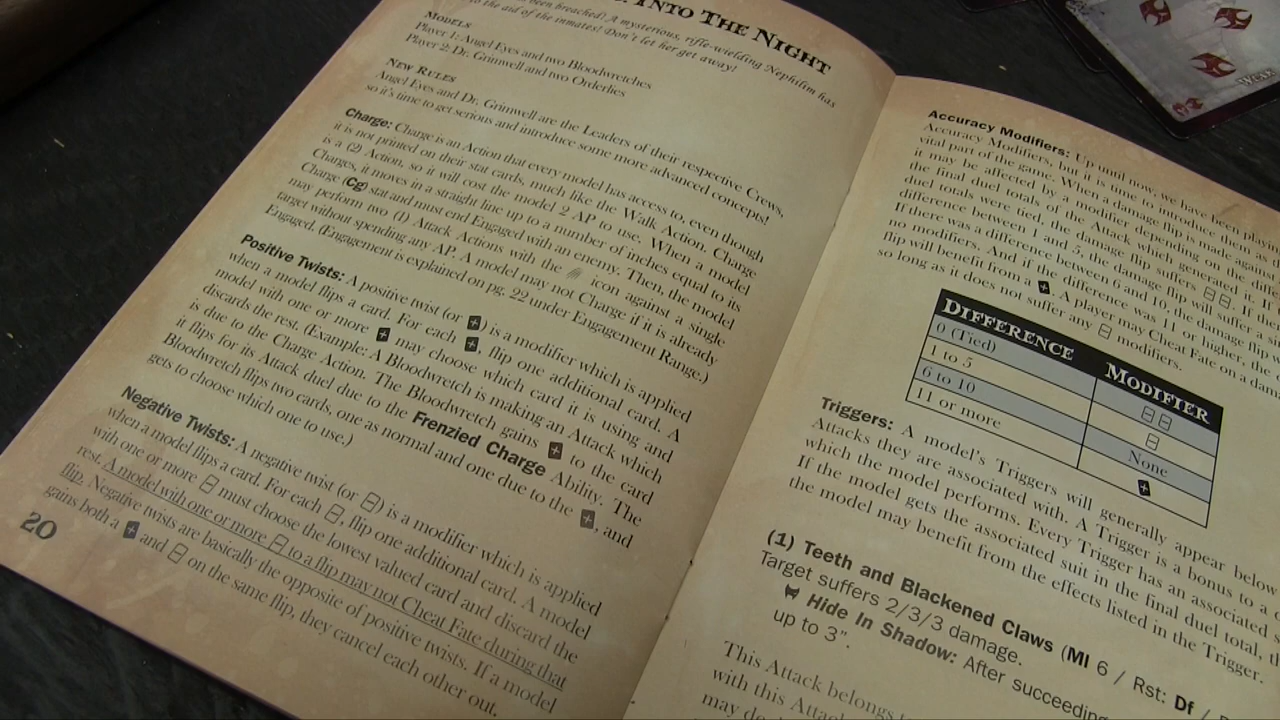 INTO THE NIGHT
been breached! A mysterious, rifle-wielding Nephilim has
to the aid of the inmates! Don't let her get away!
MODELS
Player 1: Angel Eyes and two Bloodwretches
Player 2: Dr. Grimwell and two Orderlies
NEW RULES
Angel Eyes and Dr. Grimwell are the Leaders of their respective Crews,
so it's time to get serious and introduce some more advanced concepts!
Charge: Charge is an Action that every model has access to, even though
it is not printed on their stat cards, much like the Walk Action. Charge
is a (2) Action, so it will cost the model 2 AP to use. When a model
Charges, it moves in a straight line up to a number of inches equal to its
Charge (Cg) stat and must end Engaged with an enemy. Then, the model
may perform two (1) Attack Actions with the icon against a single
target without spending any AP. A model may not Charge if it is already
Engaged. (Engagement is explained on pg. 22 under Engagement Range.)
Positive Twists: A positive twist (or +) is a modifier which is applied
when a model flips a card. For each +, flip one additional card. A
model with one or more + may choose which card it is using and
discards the rest. (Example: A Bloodwretch is making an Attack which
is due to the Charge Action. The Bloodwretch gains + to the card
it flips for its Attack duel due to the Frenzied Charge Ability. The
Bloodwretch flips two cards, one as normal and one due to the +, and
gets to choose which one to use.)
Negative Twists: A negative twist (or −) is a modifier which is applied
when a model flips a card. For each −, flip one additional card. A model
with one or more − must choose the lowest valued card and discard the
rest. A model with one or more − to a flip may not Cheat Fate during that
flip. Negative twists are basically the opposite of positive twists. If a model
gains both a + and − on the same flip, they cancel each other out.
20
Accuracy Modifiers: Up until now, we have been playing
Accuracy Modifiers, but it is time to introduce them as
vital part of the game. When a damage flip is made against
it may be affected by a modifier depending on the
the final duel totals of the Attack which generated it. If the
duel totals were tied, the damage flip suffers − −. If the
difference between 1 and 5, the damage flip will suffer a
If there was a difference between 6 and 10, the damage flip
no modifiers. And if the difference was 11 or higher, the
flip will benefit from a +. A player may Cheat Fate on a
so long as it does not suffer any − modifiers.
DIFFERENCE MODIFIER
0 (Tied) − −
1 to 5 −
6 to 10 None
11 or more +
Triggers: A model's Triggers will generally appear below
Attacks they are associated with. A Trigger is a bonus to a
which the model performs. Every Trigger has an associated
If the model gets the associated suit in the final duel total,
the model may benefit from the effects listed in the Trigger.
(1) Teeth and Blackened Claws (Ml 6 / Rst: Df /
Target suffers 2/3/3 damage.
Hide In Shadow: After succeeding
up to 3".
This Attack belongs
with this Attack
may
Weak